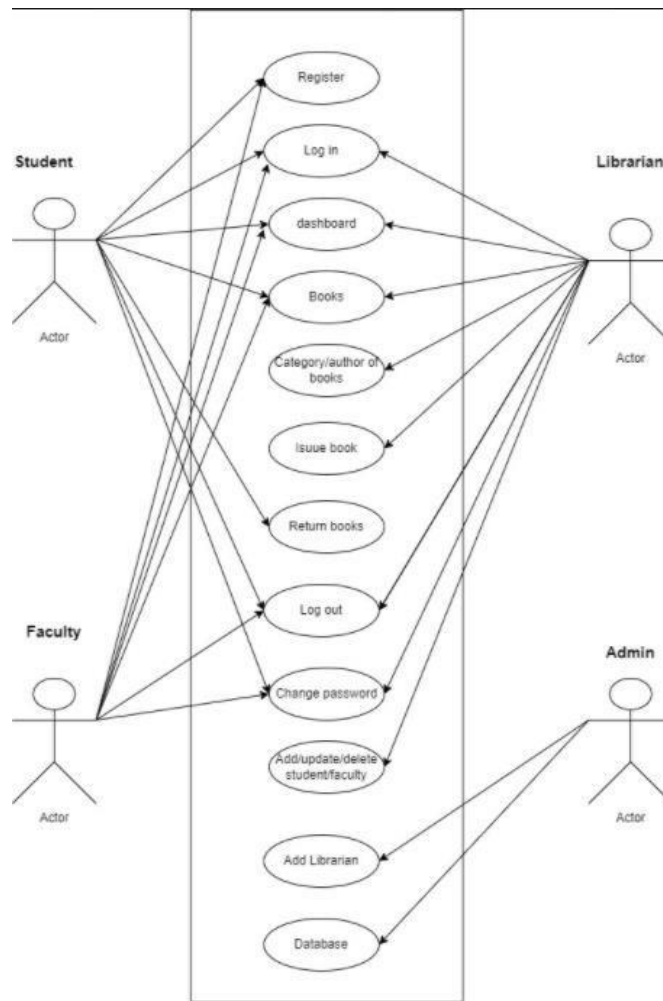 Register
Log in
Student
Librarian
dashboard
Books
Actor
Actor
Category/author of
books
Isuue book
Return books
Log out
Faculty
Admin
Change password
Add/update/delete
student/faculty
Actor
Actor
Add Librarian
Database